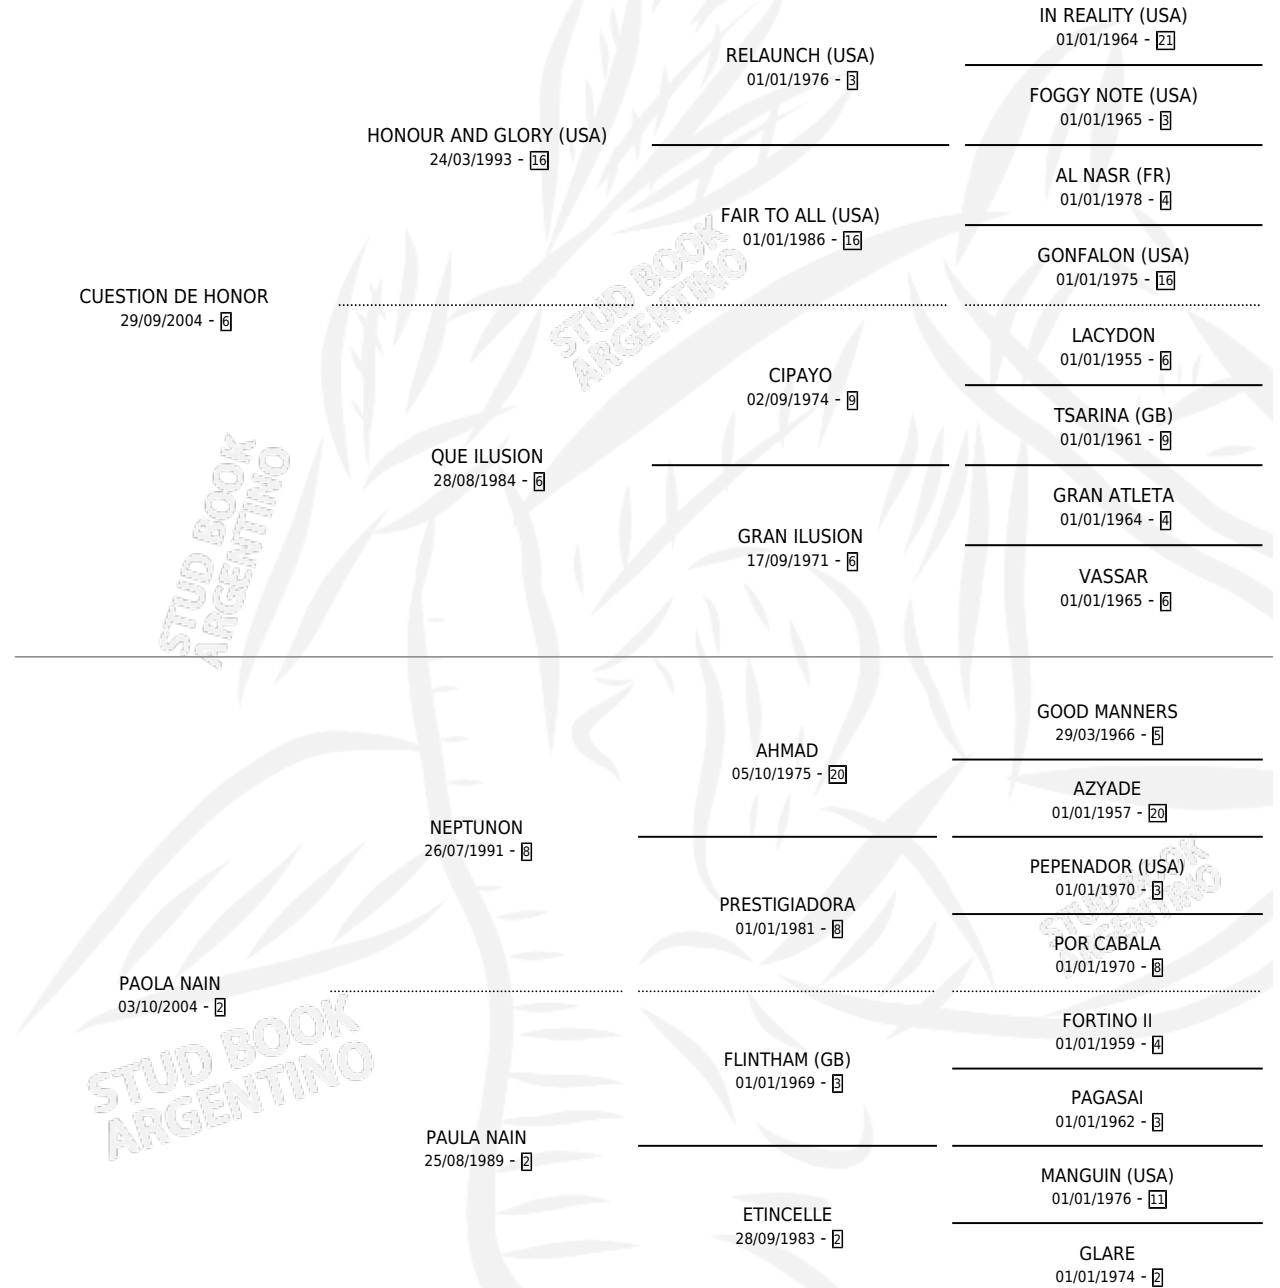 IN REALITY (USA)
01/01/1964 - 21
RELAUNCH (USA)
01/01/1976 - 3
FOGGY NOTE (USA)
01/01/1965 - 3
HONOUR AND GLORY (USA)
24/03/1993 - 16
AL NASR (FR)
01/01/1978 - 4
FAIR TO ALL (USA)
01/01/1986 - 16
GONFALON (USA)
01/01/1975 - 16
CUESTION DE HONOR
29/09/2004 - 6
STUD BOOK
ARGENTINO
LACYDON
01/01/1955 - 6
CIPAYO
02/09/1974 - 9
TSARINA (GB)
01/01/1961 - 9
QUE ILUSION
28/08/1984 - 6
GRAN ATLETA
01/01/1964 - 4
GRAN ILUSION
17/09/1971 - 6
VASSAR
01/01/1965 - 6
STUD BOOK
ARGENTINO
GOOD MANNERS
29/03/1966 - 5
AHMAD
05/10/1975 - 20
AZYADE
01/01/1957 - 20
NEPTUNON
26/07/1991 - 8
PEPENADOR (USA)
01/01/1970 - 3
PRESTIGIADORA
01/01/1981 - 8
STUD BOOK
ARGENTINO
POR CABALA
01/01/1970 - 8
PAOLA NAIN
03/10/2004 - 2
FORTINO II
01/01/1959 - 4
FLINTHAM (GB)
01/01/1969 - 3
STUD BOOK
ARGENTINO
PAGASAI
01/01/1962 - 3
PAULA NAIN
25/08/1989 - 2
MANGUIN (USA)
01/01/1976 - 11
ETINCELLE
28/09/1983 - 2
GLARE
01/01/1974 - 2